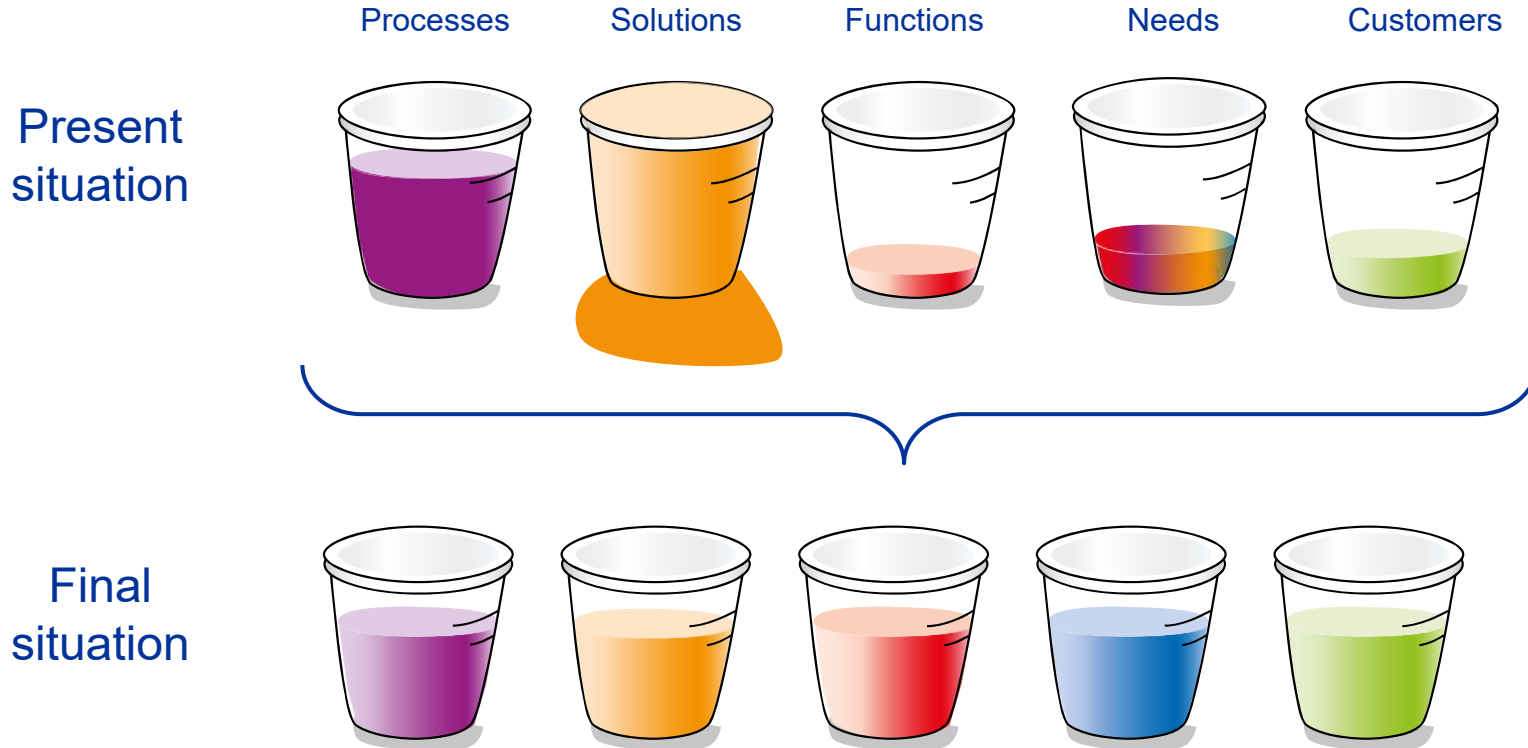 Processes Solutions Functions Needs Customers
Present
situation
Final
situation